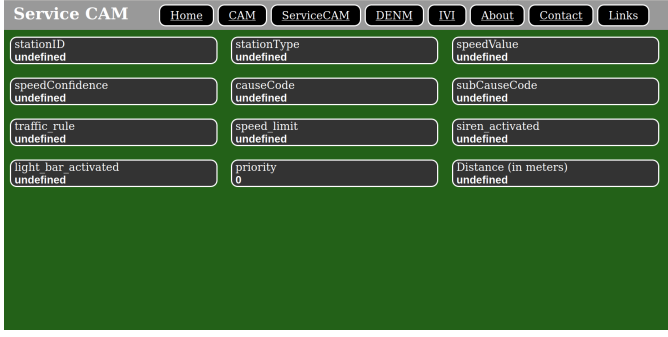 Service CAM Home CAM ServiceCAM DENM IVI About Contact Links
stationID stationType speedValue
undefined undefined undefined
speedConfidence causeCode subCauseCode
undefined undefined undefined
traffic_rule speed_limit siren_activated
undefined undefined undefined
light_bar_activated priority Distance (in meters)
undefined 0 undefined